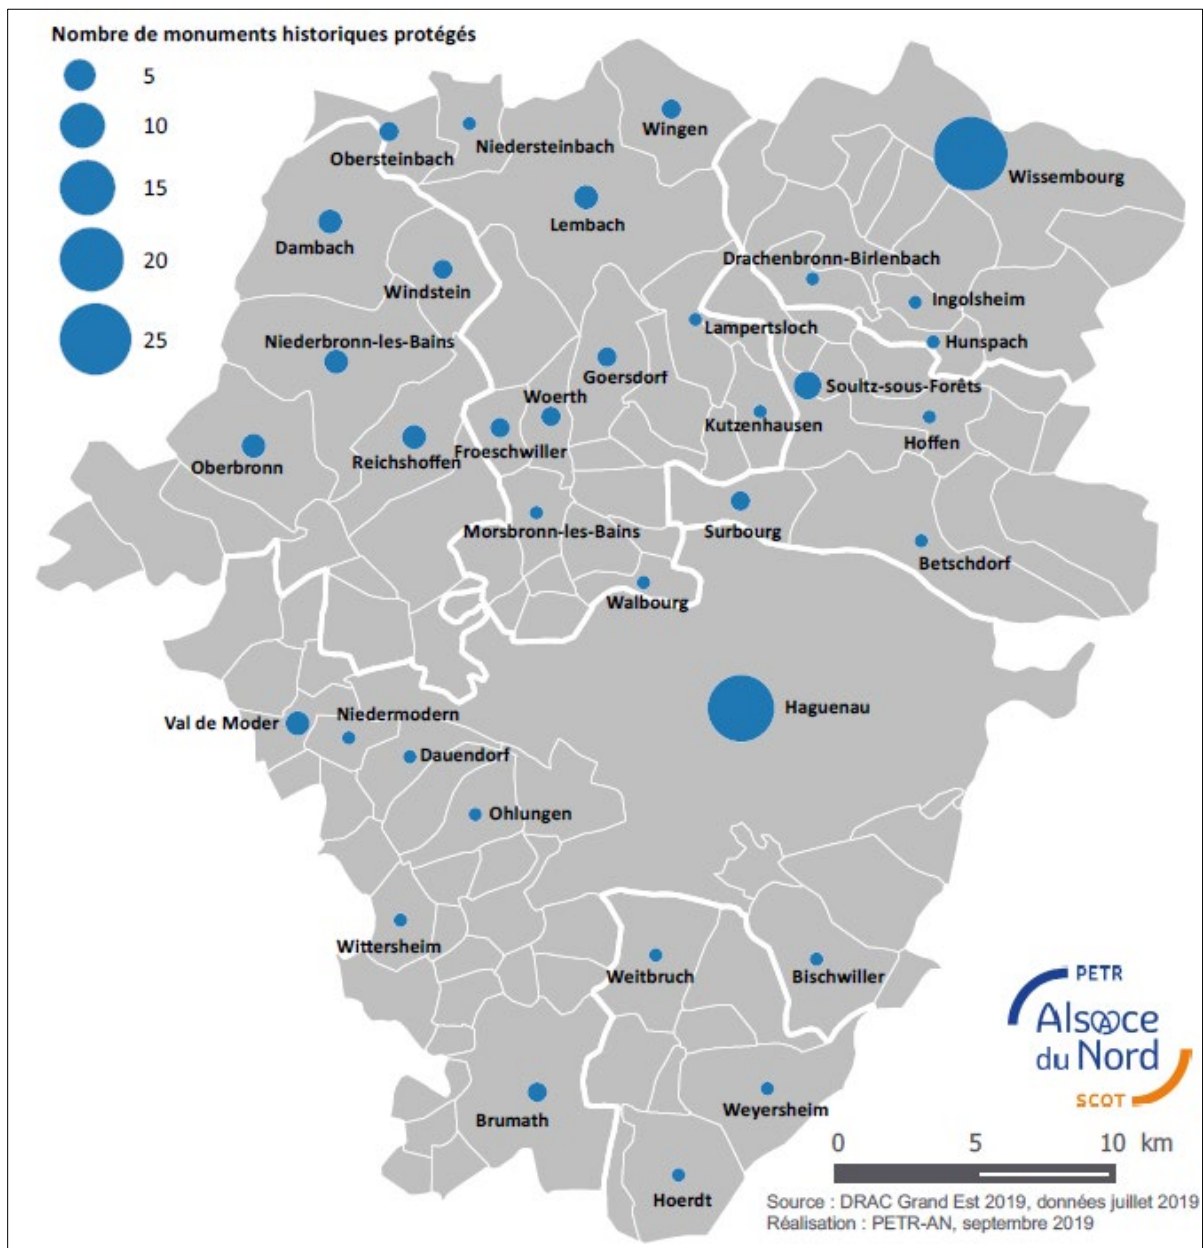 Nombre de monuments historiques protégés
5
10
15
20
25
Wingen
Obersteinbach
Niedersteinbach
Wissembourg
Lembach
Dambach
Drachenbronn-Birlenbach
Windstein
Ingolsheim
Lampertsloch
Niederbronn-les-Bains
Hunspach
Goersdorf
Soultz-sous-Forêts
Woerth
Kutzenhausen
Hoffen
Froeschwiller
Reichshoffen
Oberbronn
Morsbronn-les-Bains
Surbourg
Betschdorf
Walbourg
Haguenau
Niedermodern
Val de Moder
Dauendorf
Ohlungen
Wittersheim
Weitbruch
Bischwiller
PETR
Alsace
du Nord
SCOT
Brumath
Weyersheim
Hoerdt
0 5 10 km
Source : DRAC Grand Est 2019, données juillet 2019
Réalisation : PETR-AN, septembre 2019